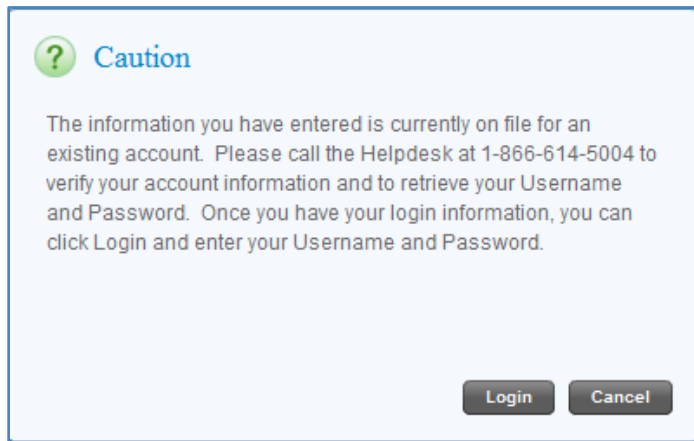 ?
Caution
The information you have entered is currently on file for an
existing account.  Please call the Helpdesk at 1-866-614-5004 to
verify your account information and to retrieve your Username
and Password.  Once you have your login information, you can
click Login and enter your Username and Password.
Login
Cancel